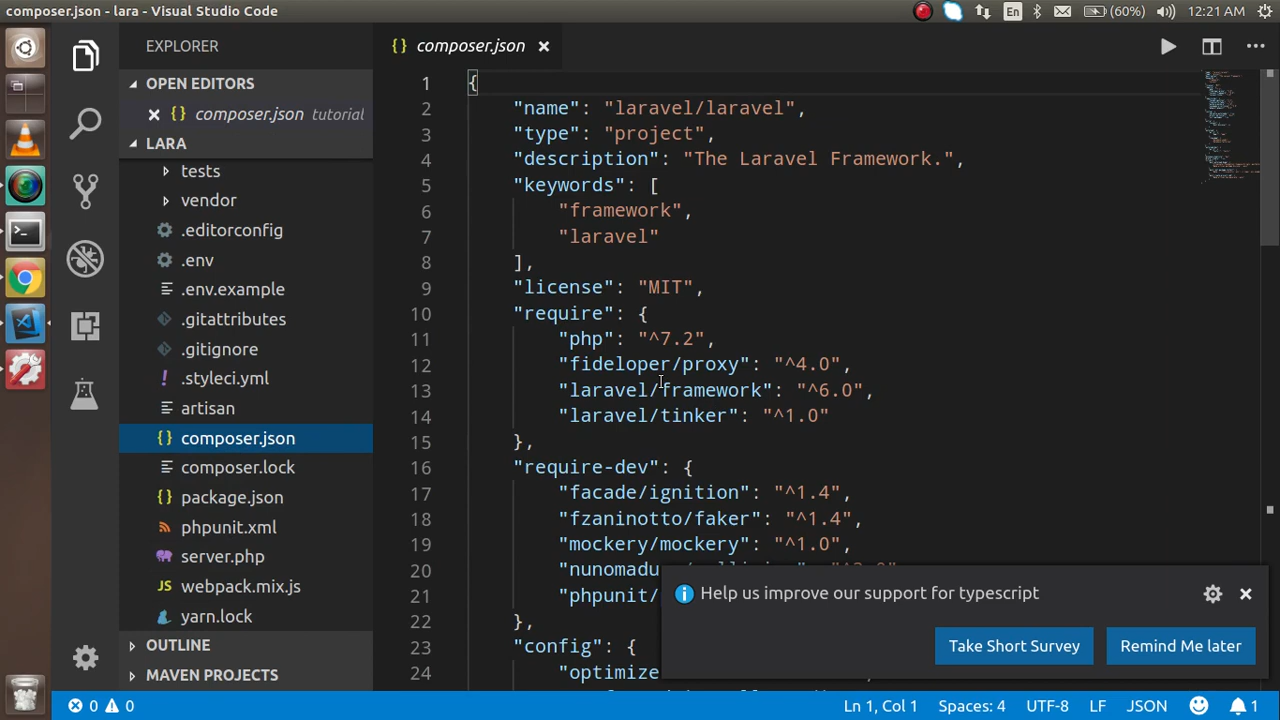 composer.json - lara - Visual Studio Code
En
(60%)
12:21 AM
EXPLORER
OPEN EDITORS
composer.json tutorial
LARA
tests
vendor
.editorconfig
.env
.env.example
.gitattributes
.gitignore
.styleci.yml
artisan
composer.json
composer.lock
package.json
phpunit.xml
server.php
webpack.mix.js
yarn.lock
OUTLINE
MAVEN PROJECTS
composer.json
1 {
2 "name": "laravel/laravel",
3 "type": "project",
4 "description": "The Laravel Framework.",
5 "keywords": [
6 "framework",
7 "laravel"
8 ],
9 "license": "MIT",
10 "require": {
11 "php": "^7.2",
12 "fideloper/proxy": "^4.0",
13 "laravel/framework": "^6.0",
14 "laravel/tinker": "^1.0"
15 },
16 "require-dev": {
17 "facade/ignition": "^1.4",
18 "fzaninotto/faker": "^1.4",
19 "mockery/mockery": "^1.0",
20 "nunomadu
21 "phpunit/
22 },
23 "config": {
24 "optimize
Help us improve our support for typescript
Take Short Survey
Remind Me later
0 0
Ln 1, Col 1
Spaces: 4
UTF-8
LF
JSON
1